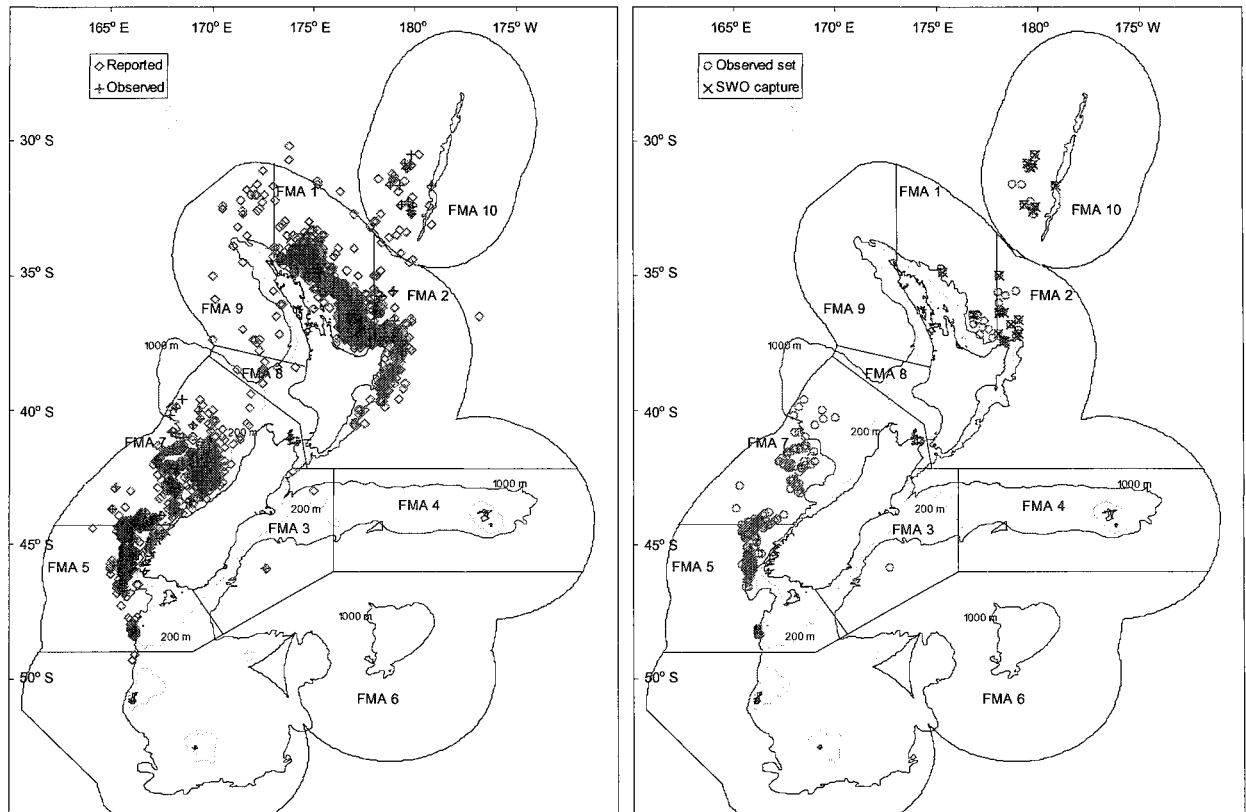 165° E 170° E 175° E 180° 175° W
Reported
Observed
30° S
35° S
40° S
45° S
50° S
FMA 1
FMA 10
FMA 2
FMA 9
1000 m
FMA 8
FMA 7
200 m
FMA 4
1000 m
200 m
FMA 3
FMA 5
1000 m
200 m
FMA 6
165° E 170° E 175° E 180° 175° W
Observed set
SWO capture
30° S
35° S
40° S
45° S
50° S
FMA 1
FMA 10
FMA 2
FMA 9
1000 m
FMA 8
FMA 7
200 m
FMA 4
1000 m
200 m
FMA 3
FMA 5
1000 m
200 m
FMA 6